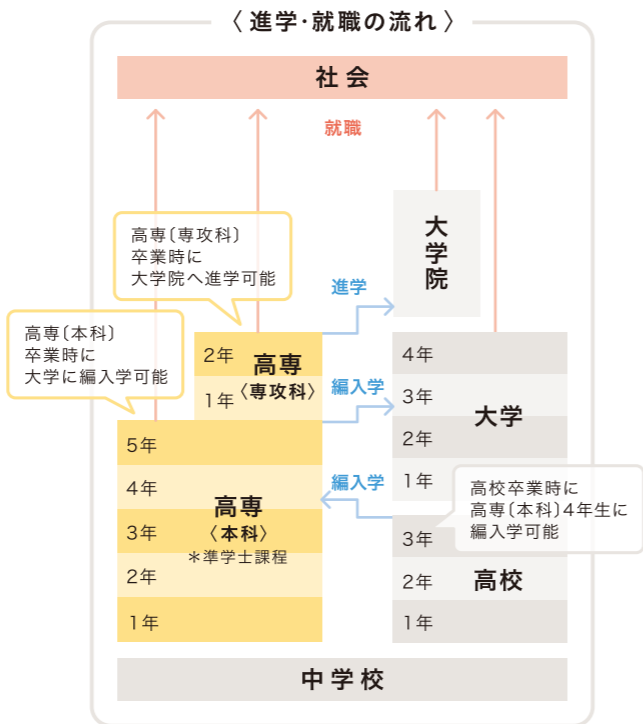 〈 進学・就職の流れ 〉
社会
就職
大学院
高専〔専攻科〕
卒業時に
大学院へ進学可能
進学
高専〔本科〕
卒業時に
大学に編入学可能
2年
1年
高専
〈専攻科〉
編入学
4年
3年
2年
1年
大学
5年
4年
3年
2年
1年
高専
〈本科〉
＊準学士課程
編入学
高校卒業時に
高専〔本科〕4年生に
編入学可能
3年
2年
1年
高校
中学校